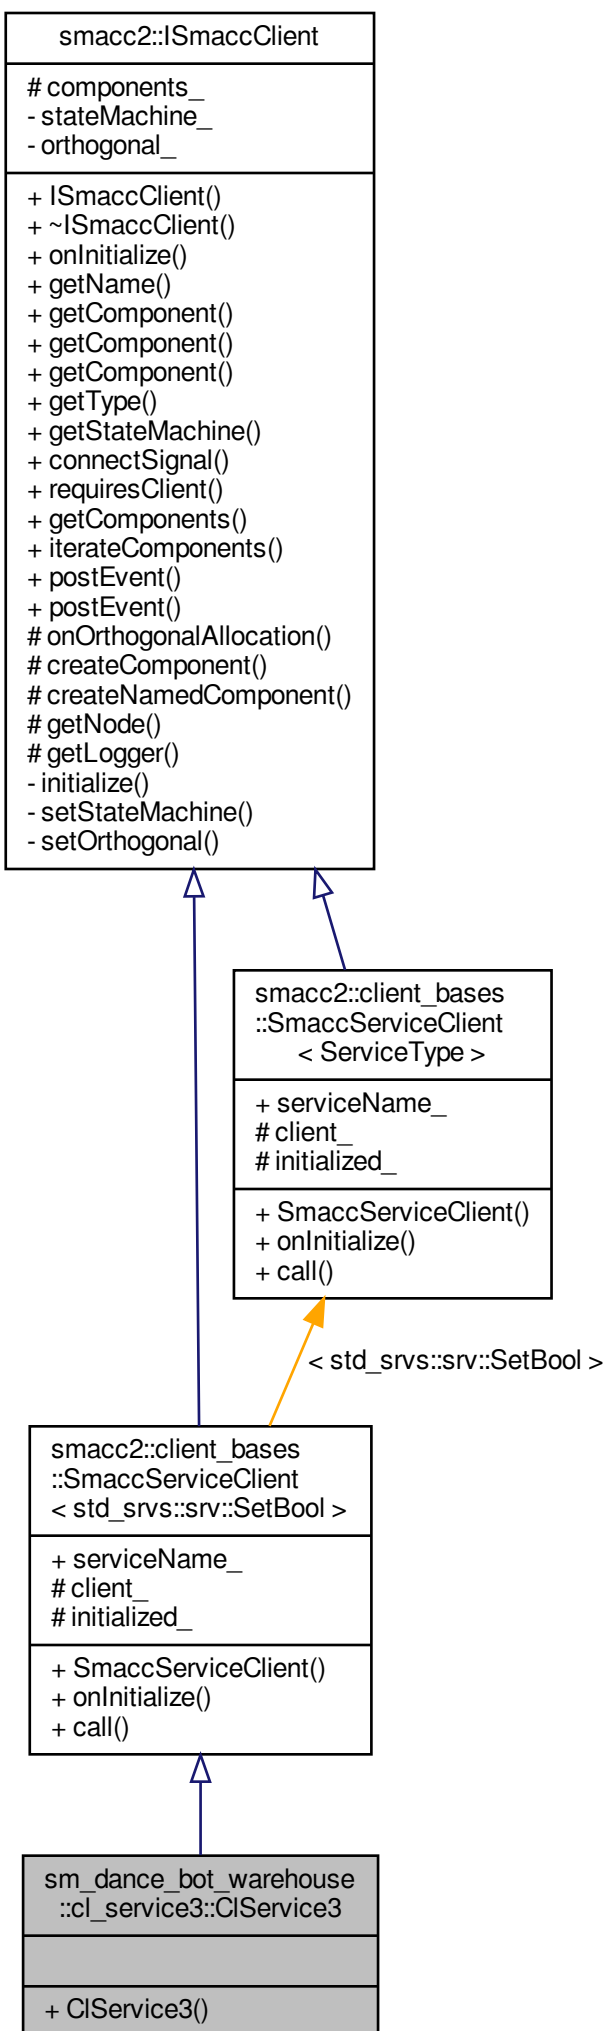 smacc2::ISmaccClient
# components_
- stateMachine_
- orthogonal_
+ ISmaccClient()
+ ~ISmaccClient()
+ onInitialize()
+ getName()
+ getComponent()
+ getComponent()
+ getComponent()
+ getType()
+ getStateMachine()
+ connectSignal()
+ requiresClient()
+ getComponents()
+ iterateComponents()
+ postEvent()
+ postEvent()
# onOrthogonalAllocation()
# createComponent()
# createNamedComponent()
# getNode()
# getLogger()
- initialize()
- setStateMachine()
- setOrthogonal()
smacc2::client_bases
::SmaccServiceClient
< ServiceType >
+ serviceName_
# client_
# initialized_
+ SmaccServiceClient()
+ onInitialize()
+ call()
< std_srvs::srv::SetBool >
smacc2::client_bases
::SmaccServiceClient
< std_srvs::srv::SetBool >
+ serviceName_
# client_
# initialized_
+ SmaccServiceClient()
+ onInitialize()
+ call()
sm_dance_bot_warehouse
::cl_service3::ClService3
+ ClService3()